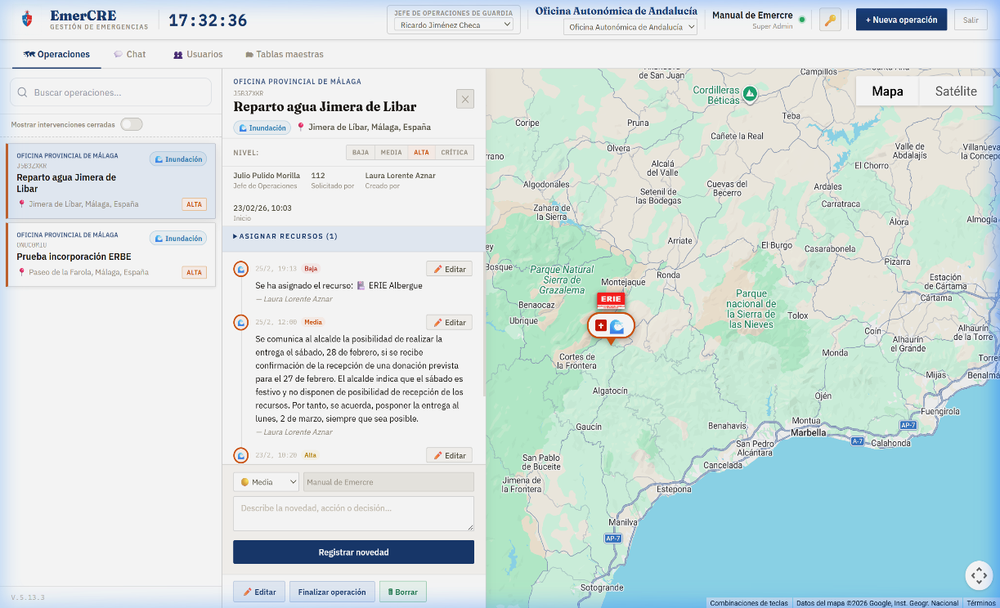 EmerCRE
GESTIÓN DE EMERGENCIAS
17:32:36
JEFE DE OPERACIONES DE GUARDIA
Ricardo Jiménez Checa
Oficina Autonómica de Andalucía
Oficina Autonómica de Andalucía
Manual de Emercre
Super Admin
+ Nueva operación
Salir
Operaciones
Chat
Usuarios
Tablas maestras
Buscar operaciones...
Mostrar intervenciones cerradas
OFICINA PROVINCIAL DE MÁLAGA
J5B3ZXKR
Reparto agua Jimera de
Libar
Inundación
Jimera de Líbar, Málaga, España
ALTA
OFICINA PROVINCIAL DE MÁLAGA
Prueba incorporación ERBE
Inundación
Paseo de la Farola, Málaga, España
ALTA
V.5.13.3
OFICINA PROVINCIAL DE MÁLAGA
J5B3ZXKR
Reparto agua Jimera de Libar
Inundación
Jimera de Líbar, Málaga, España
NIVEL:
BAJA
MEDIA
ALTA
CRÍTICA
Julio Pulido Morilla
Jefe de Operaciones
112
Solicitado por
Laura Lorente Aznar
Creado por
23/02/26, 10:03
Inicio
ASIGNAR RECURSOS (1)
25/2, 19:13 Baja
Editar
Se ha asignado el recurso: ERIE Albergue
— Laura Lorente Aznar
25/2, 12:00 Media
Editar
Se comunica al alcalde la posibilidad de realizar la
entrega el sábado, 28 de febrero, si se recibe
confirmación de la recepción de una donación prevista
para el 27 de febrero. El alcalde indica que el sábado es
festivo y no disponen de posibilidad de recepción de los
recursos. Por tanto, se acuerda, posponer la entrega al
lunes, 2 de marzo, siempre que sea posible.
— Laura Lorente Aznar
23/2, 10:20 Alta
Editar
Media
Manual de Emercre
Describe la novedad, acción o decisión...
Registrar novedad
Editar
Finalizar operación
Borrar
Mapa
Satélite
de San Juan
Campillos
Cordilleras
Béticas
Teba
Coripe
Pruna
Cañete la Real
Olvera
Valle de
Abdalajís
Villanueva
la Concep
El Chorro
Alcalá
del Valle
Algodonales
Setenil de
las Bodegas
Cuevas del
Becerro
Ardales
Carratraca
Zahara de
la Sierra
Álora
Almogía
Arriate
El Burgo
Casarabonela
Bosque
Parque Natural
Sierra de
Grazalema
Ronda
Pizarra
Montejaque
Estación
de Cártama
Cártama
Benaocaz
ERIE
Parque
nacional de
la Sierra de
las Nieves
Tolox
Ubrique
Coín
Alhaurín
de la Torre
Alhaurín
el Grande
Cortes de
la Frontera
Monda
Torre
Mijas
Benalmá
Algatocín
Ojén
Fuengirola
Gaucín
Benahavís
Montua
Marbella
AP-7
A-7
Calahonda
San Pedro
Alcántara
San Pablo
de Buceite
Cancelada
Jimena de
la Frontera
Estepona
Manilva
AP-7
Sotogrande
Combinaciones de teclas
Datos del mapa ©2026 Google, Inst. Geogr. Nacional
Términos